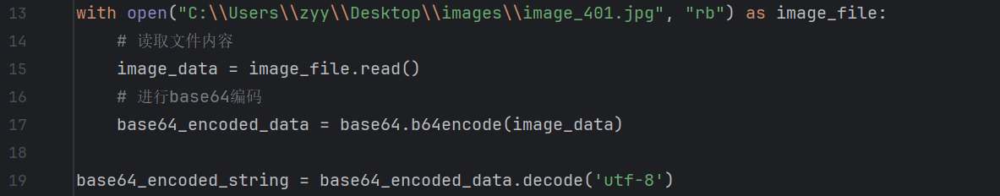 13 with open("C:\\Users\\zyy\\Desktop\\images\\image_401.jpg", "rb") as image_file:
14 # 读取文件内容
15 image_data = image_file.read()
16 # 进行base64编码
17 base64_encoded_data = base64.b64encode(image_data)
18
19 base64_encoded_string = base64_encoded_data.decode('utf-8')